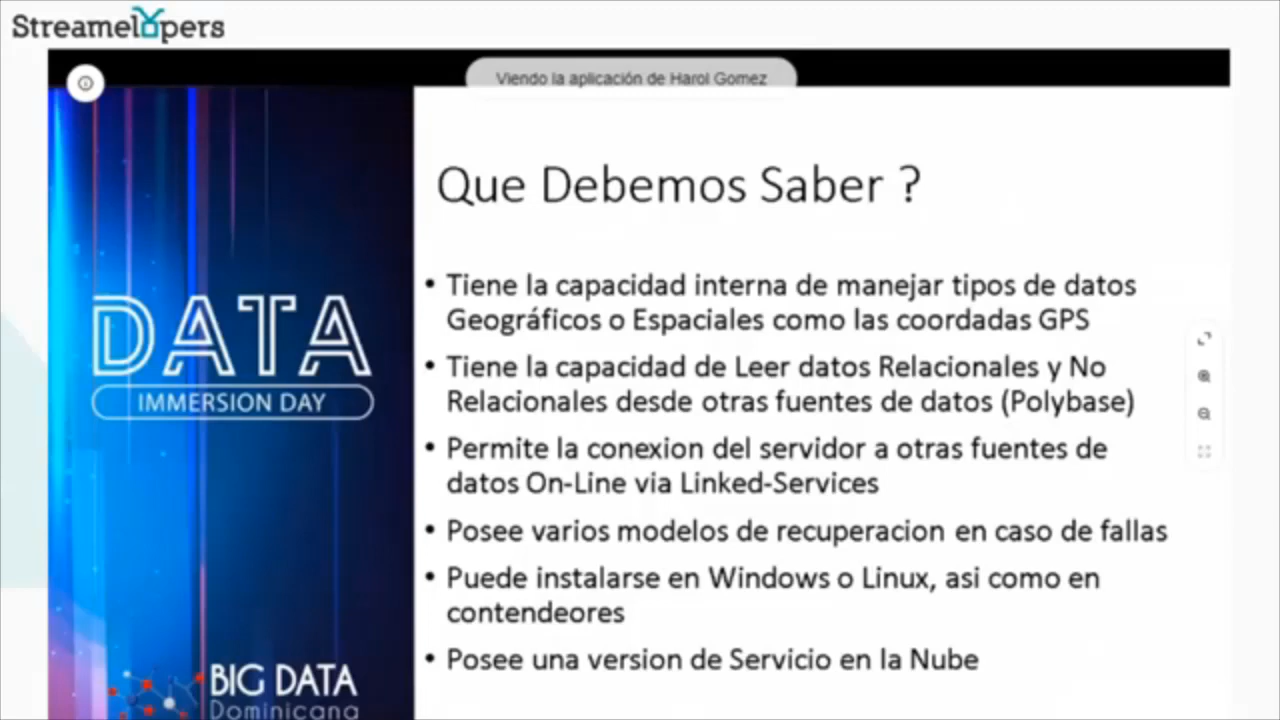 Streamelopers
Viendo la aplicación de Harol Gomez
Que Debemos Saber ?
• Tiene la capacidad interna de manejar tipos de datos
Geográficos o Espaciales como las coordadas GPS
• Tiene la capacidad de Leer datos Relacionales y No
Relacionales desde otras fuentes de datos (Polybase)
• Permite la conexion del servidor a otras fuentes de
datos On-Line via Linked-Services
• Posee varios modelos de recuperacion en caso de fallas
• Puede instalarse en Windows o Linux, asi como en
contendeores
• Posee una version de Servicio en la Nube
DATA
IMMERSION DAY
BIG DATA
Dominicana